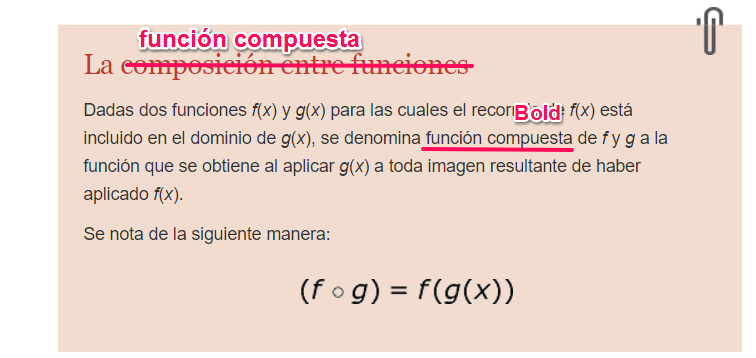 función compuesta
La composición entre funciones
Dadas dos funciones f(x) y g(x) para las cuales el recor Bold e f(x) está
incluido en el dominio de g(x), se denomina función compuesta de f y g a la
función que se obtiene al aplicar g(x) a toda imagen resultante de haber
aplicado f(x).
Se nota de la siguiente manera:
(f ∘ g) = f(g(x))